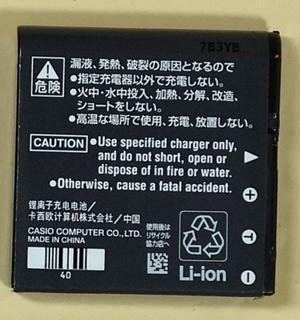 7B3YB
漏液、発熱、破裂の原因となるので
危険
●指定充電器以外で充電しない。
●火中・水中投入、加熱、分解、改造、
ショートをしない。
●高温な場所で使用、充電、放置しない。
CAUTION
●Use specified charger only,
and do not short, open or
dispose of in fire or water.
●Otherwise, cause a fatal accident.
锂离子充电电池/
卡西欧计算机株式会社/中国
CASIO COMPUTER CO.,LTD.
MADE IN CHINA
40
使用後は
リサイクル
協力店へ
Li-ion
+
T
−